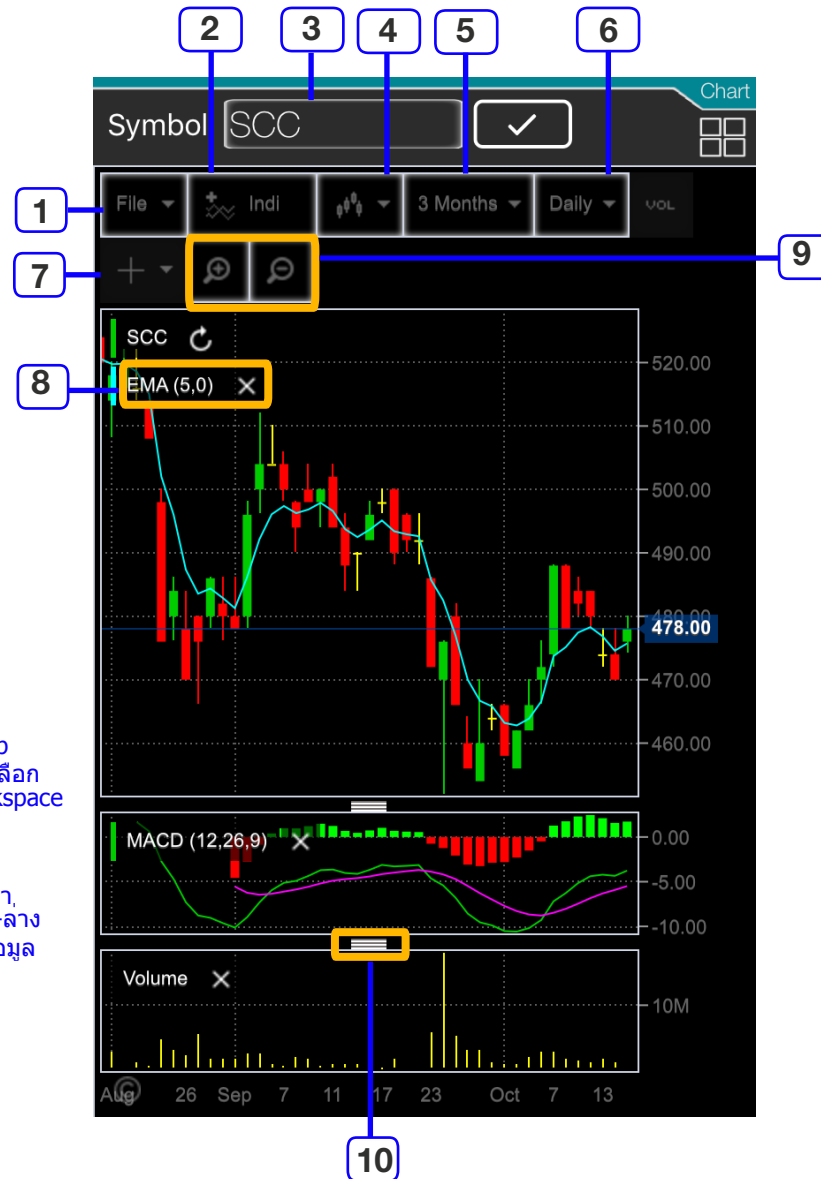 2 3 4 5 6
Chart
Symbol SCC
1 File Indi 3 Months Daily VOL
7 9
SCC
8 EMA (5,0)
520.00
510.00
500.00
490.00
480.00
478.00
470.00
460.00
ลือก
kspace
MACD (12,26,9)
0.00
-5.00
-10.00
-ลาง
อมูล
Volume
10M
Aug 26 Sep 7 11 17 23 Oct 7 13
10